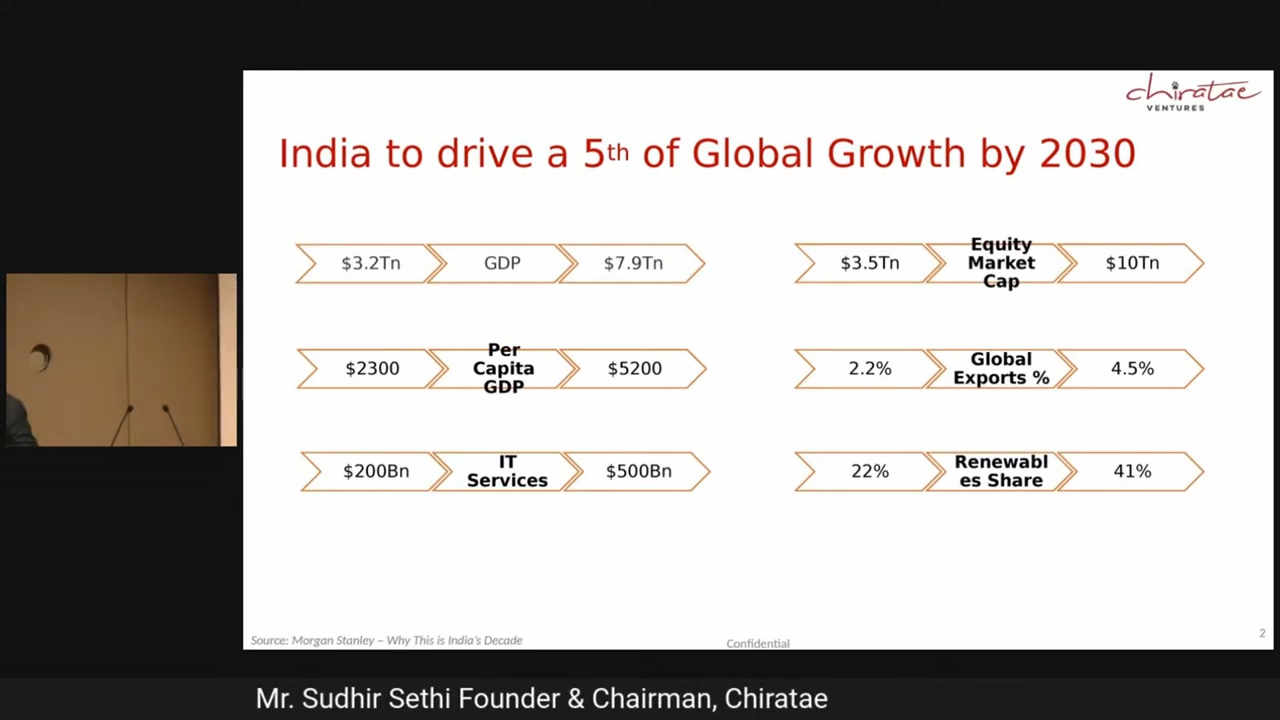 chiratae
VENTURES
India to drive a 5th of Global Growth by 2030
$3.2Tn
GDP
$7.9Tn
$3.5Tn
Equity
Market
Cap
$10Tn
$2300
Per
Capita
GDP
$5200
2.2%
Global
Exports %
4.5%
$200Bn
IT
Services
$500Bn
22%
Renewabl
es Share
41%
Source: Morgan Stanley – Why This is India's Decade
Confidential
2
Mr. Sudhir Sethi Founder & Chairman, Chiratae